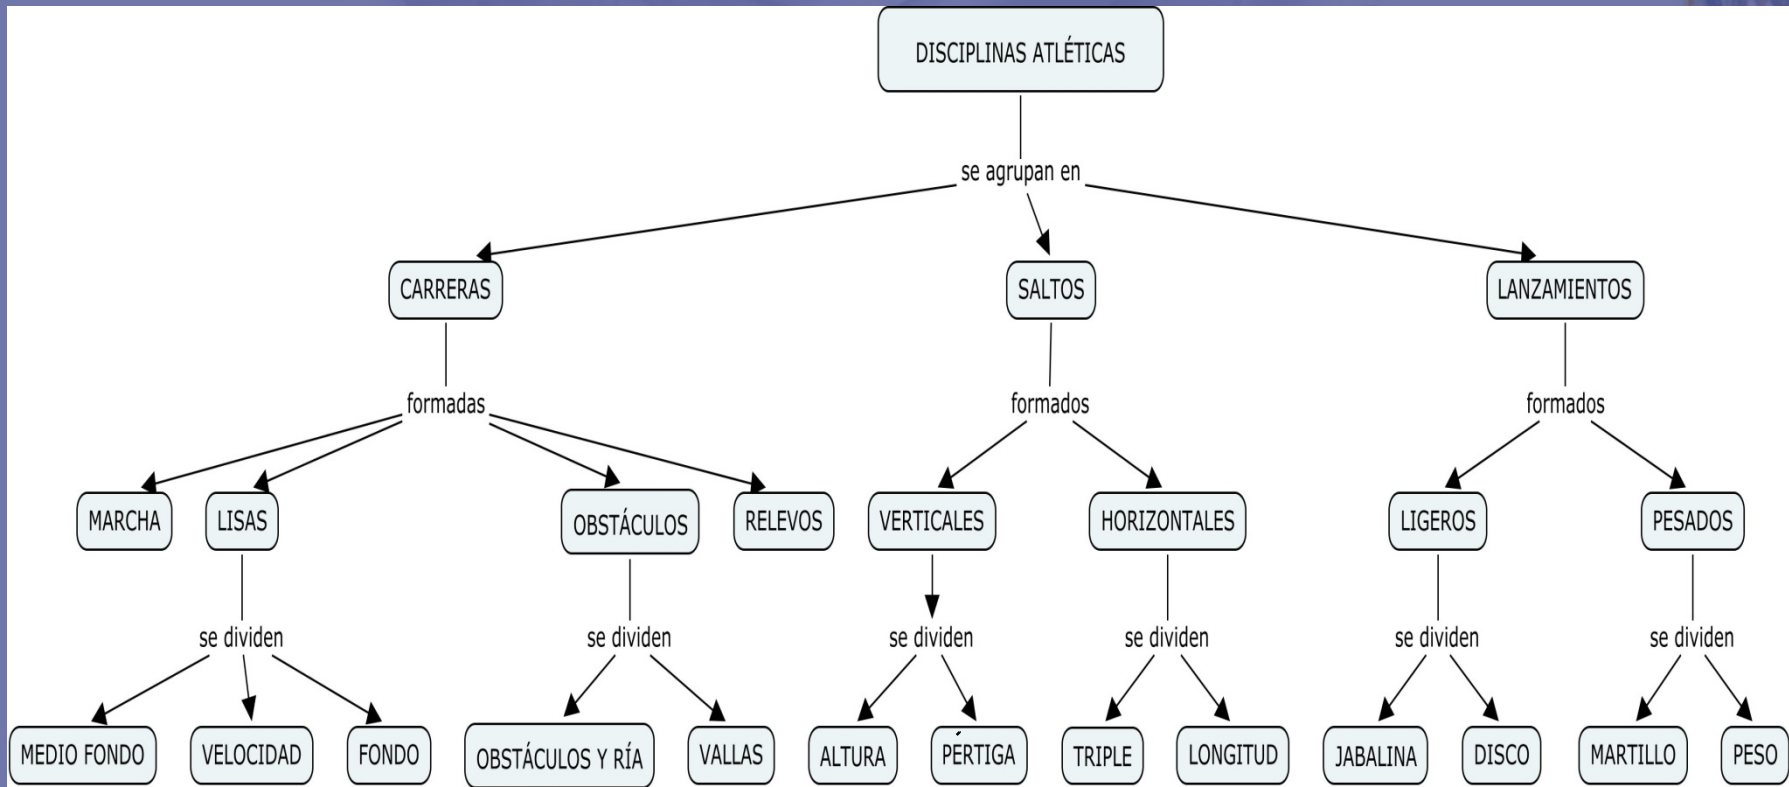 DISCIPLINAS ATLÉTICAS
se agrupan en
CARRERAS
SALTOS
LANZAMIENTOS
formadas
formados
formados
MARCHA
LISAS
OBSTÁCULOS
RELEVOS
VERTICALES
HORIZONTALES
LIGEROS
PESADOS
se dividen
se dividen
se dividen
se dividen
se dividen
se dividen
MEDIO FONDO
VELOCIDAD
FONDO
OBSTÁCULOS Y RÍA
VALLAS
ALTURA
PÉRTIGA
TRIPLE
LONGITUD
JABALINA
DISCO
MARTILLO
PESO